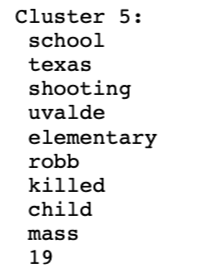 Cluster 5:
school
texas
shooting
uvalde
elementary
robb
killed
child
mass
19